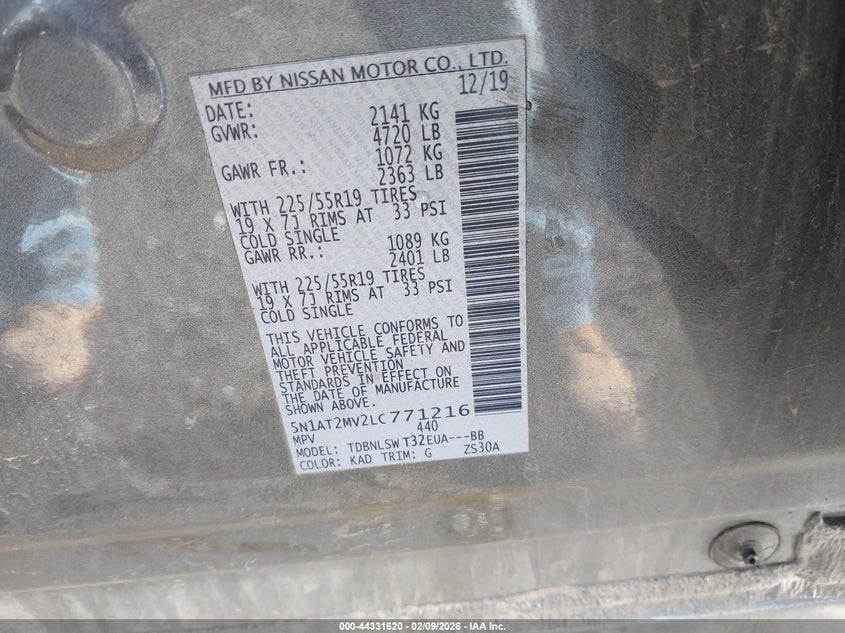 MFD BY NISSAN MOTOR CO., LTD.
DATE: 12/19
GVWR: 2141 KG
4720 LB
GAWR FR.: 1072 KG
2363 LB
WITH 225/55R19 TIRES
19 X 7J RIMS AT 33 PSI
COLD SINGLE
GAWR RR.: 1089 KG
2401 LB
WITH 225/55R19 TIRES
19 X 7J RIMS AT 33 PSI
COLD SINGLE
THIS VEHICLE CONFORMS TO
ALL APPLICABLE FEDERAL
MOTOR VEHICLE SAFETY AND
THEFT PREVENTION
STANDARDS IN EFFECT ON
THE DATE OF MANUFACTURE
SHOWN ABOVE.
5N1AT2MV2LC771216
MPV 440
MODEL: TDBNLSW T32EUA---BB
COLOR: KAD TRIM: G ZS30A
000-44331620 - 02/09/2026 - IAA Inc.